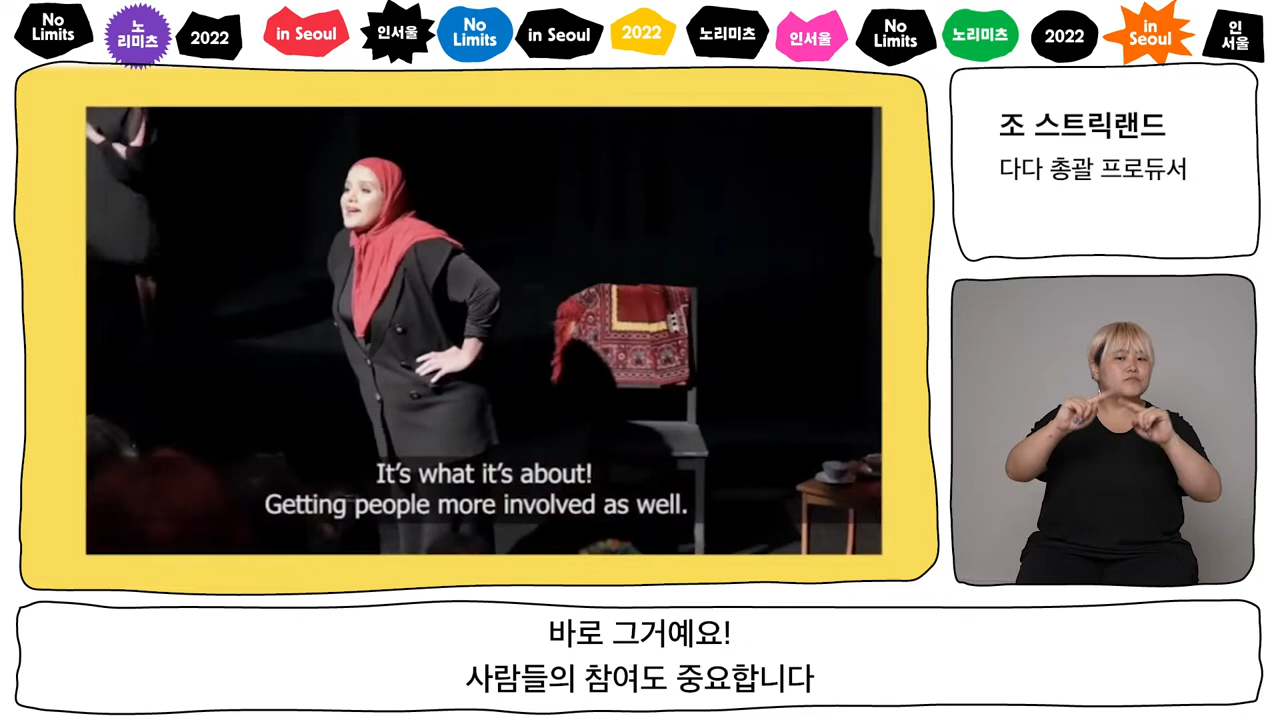 No
Limits
노
리미츠
2022
in Seoul
인서울
No
Limits
in Seoul
2022
노리미츠
인서울
No
Limits
노리미츠
2022
in
Seoul
인
서울
조 스트릭랜드
다다 총괄 프로듀서
It's what it's about!
Getting people more involved as well.
바로 그거예요!
사람들의 참여도 중요합니다